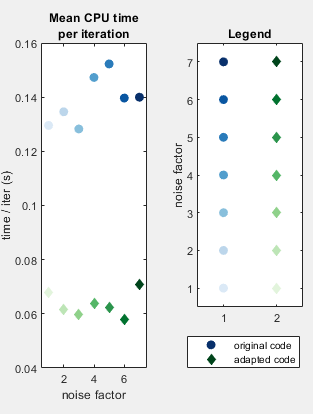 Mean CPU time
per iteration
0.16
0.14
0.12
0.1
0.08
0.06
0.04
time / iter (s)
2
4
6
noise factor
Legend
7
6
5
4
3
2
1
noise factor
1
2
original code
adapted code